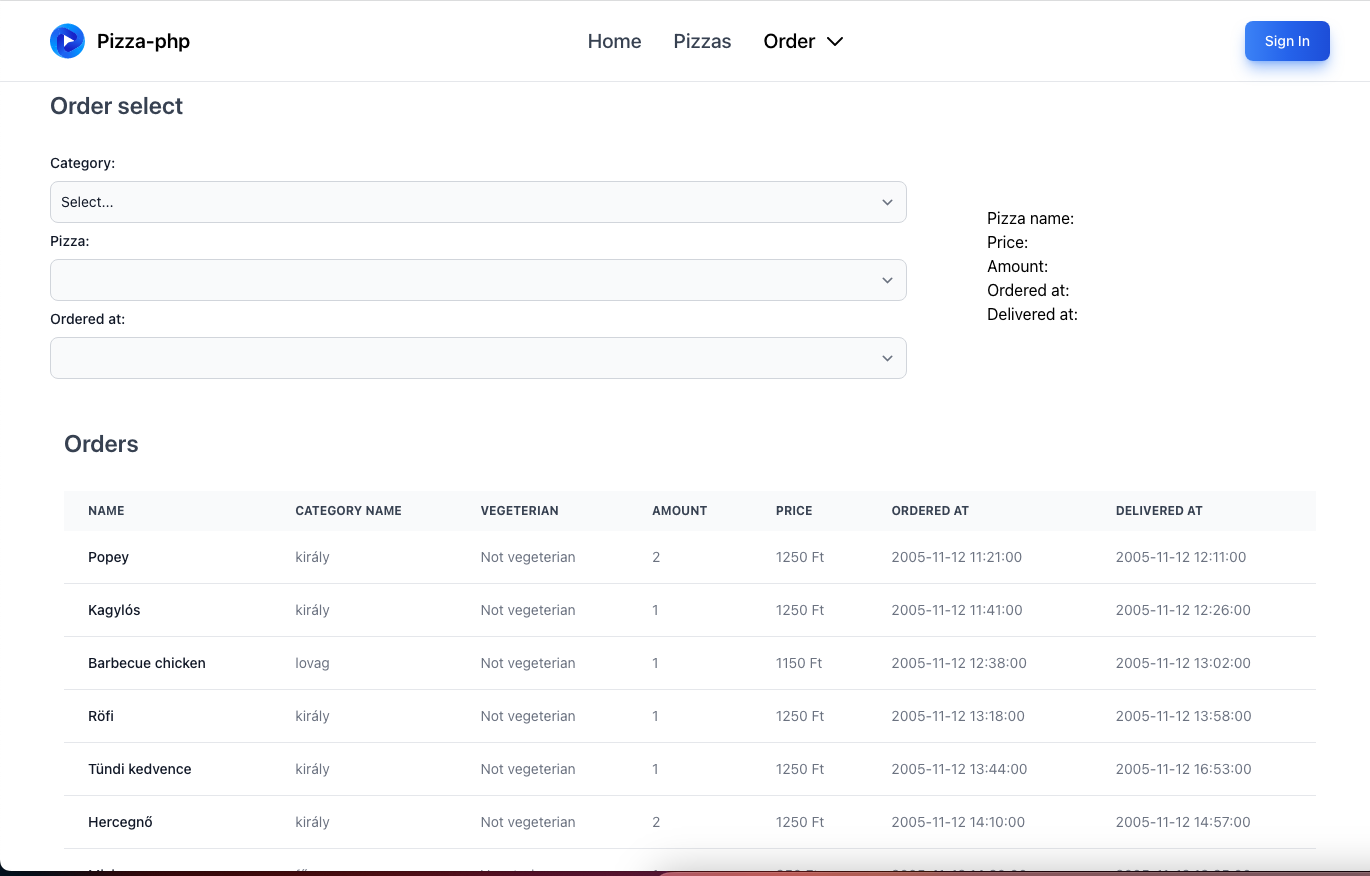 Pizza-php
Home Pizzas Order
Sign In
Order select
Category:
Select...
Pizza:
Ordered at:
Pizza name:
Price:
Amount:
Ordered at:
Delivered at:
Orders
NAME CATEGORY NAME VEGETERIAN AMOUNT PRICE ORDERED AT DELIVERED AT
Popey király Not vegeterian 2 1250 Ft 2005-11-12 11:21:00 2005-11-12 12:11:00
Kagylós király Not vegeterian 1 1250 Ft 2005-11-12 11:41:00 2005-11-12 12:26:00
Barbecue chicken lovag Not vegeterian 1 1150 Ft 2005-11-12 12:38:00 2005-11-12 13:02:00
Röfi király Not vegeterian 1 1250 Ft 2005-11-12 13:18:00 2005-11-12 13:58:00
Tündi kedvence király Not vegeterian 1 1250 Ft 2005-11-12 13:44:00 2005-11-12 16:53:00
Hercegnő király Not vegeterian 2 1250 Ft 2005-11-12 14:10:00 2005-11-12 14:57:00